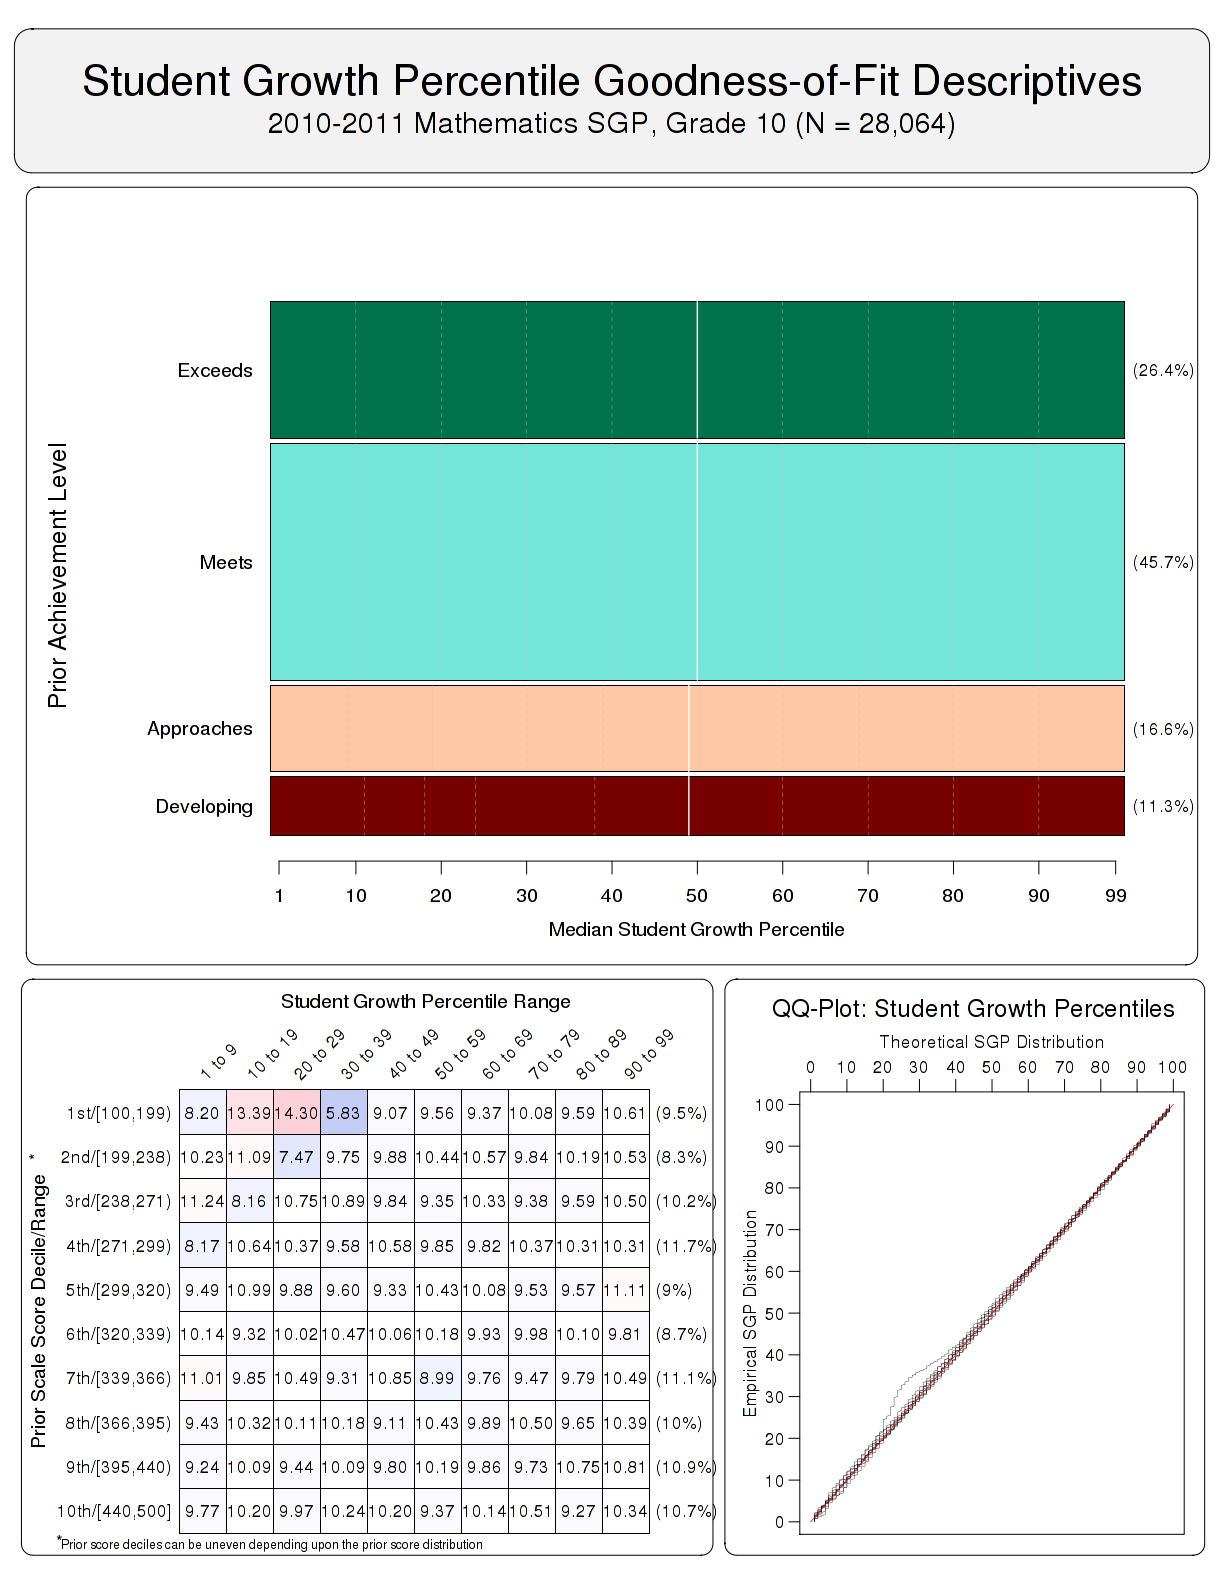 Student Growth Percentile Goodness-of-Fit Descriptives
2010-2011 Mathematics SGP, Grade 10 (N = 28,064)
Prior Achievement Level
Exceeds (26.4%)
Meets (45.7%)
Approaches (16.6%)
Developing (11.3%)
1 10 20 30 40 50 60 70 80 90 99
Median Student Growth Percentile
Student Growth Percentile Range
1 to 9 10 to 19 20 to 29 30 to 39 40 to 49 50 to 59 60 to 69 70 to 79 80 to 89 90 to 99
Prior Scale Score Decile/Range *
1st/[100,199) 8.20 13.39 14.30 5.83 9.07 9.56 9.37 10.08 9.59 10.61 (9.5%)
2nd/[199,238) 10.23 11.09 7.47 9.75 9.88 10.44 10.57 9.84 10.19 10.53 (8.3%)
3rd/[238,271) 11.24 8.16 10.75 10.89 9.84 9.35 10.33 9.38 9.59 10.50 (10.2%)
4th/[271,299) 8.17 10.64 10.37 9.58 10.58 9.85 9.82 10.37 10.31 10.31 (11.7%)
5th/[299,320) 9.49 10.99 9.88 9.60 9.33 10.43 10.08 9.53 9.57 11.11 (9%)
6th/[320,339) 10.14 9.32 10.02 10.47 10.06 10.18 9.93 9.98 10.10 9.81 (8.7%)
7th/[339,366) 11.01 9.85 10.49 9.31 10.85 8.99 9.76 9.47 9.79 10.49 (11.1%)
8th/[366,395) 9.43 10.32 10.11 10.18 9.11 10.43 9.89 10.50 9.65 10.39 (10%)
9th/[395,440) 9.24 10.09 9.44 10.09 9.80 10.19 9.86 9.73 10.75 10.81 (10.9%)
10th/[440,500] 9.77 10.20 9.97 10.24 10.20 9.37 10.14 10.51 9.27 10.34 (10.7%)
*Prior score deciles can be uneven depending upon the prior score distribution
QQ-Plot: Student Growth Percentiles
Theoretical SGP Distribution
0 10 20 30 40 50 60 70 80 90 100
Empirical SGP Distribution
100
90
80
70
60
50
40
30
20
10
0